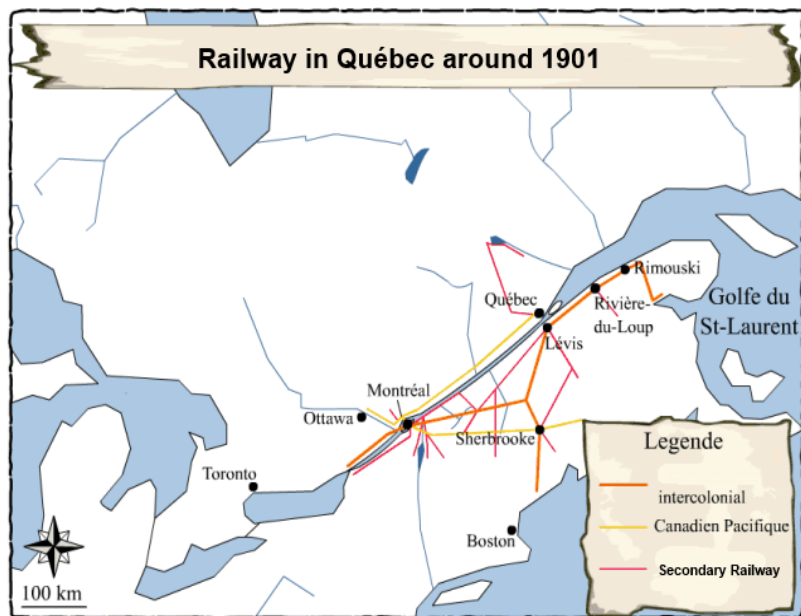 Railway in Québec around 1901
Rimouski
Québec
Rivière-
du-Loup
Golfe du
St-Laurent
Lévis
Montréal
Ottawa
Sherbrooke
Toronto
Boston
Legende
intercolonial
Canadien Pacifique
Secondary Railway
100 km